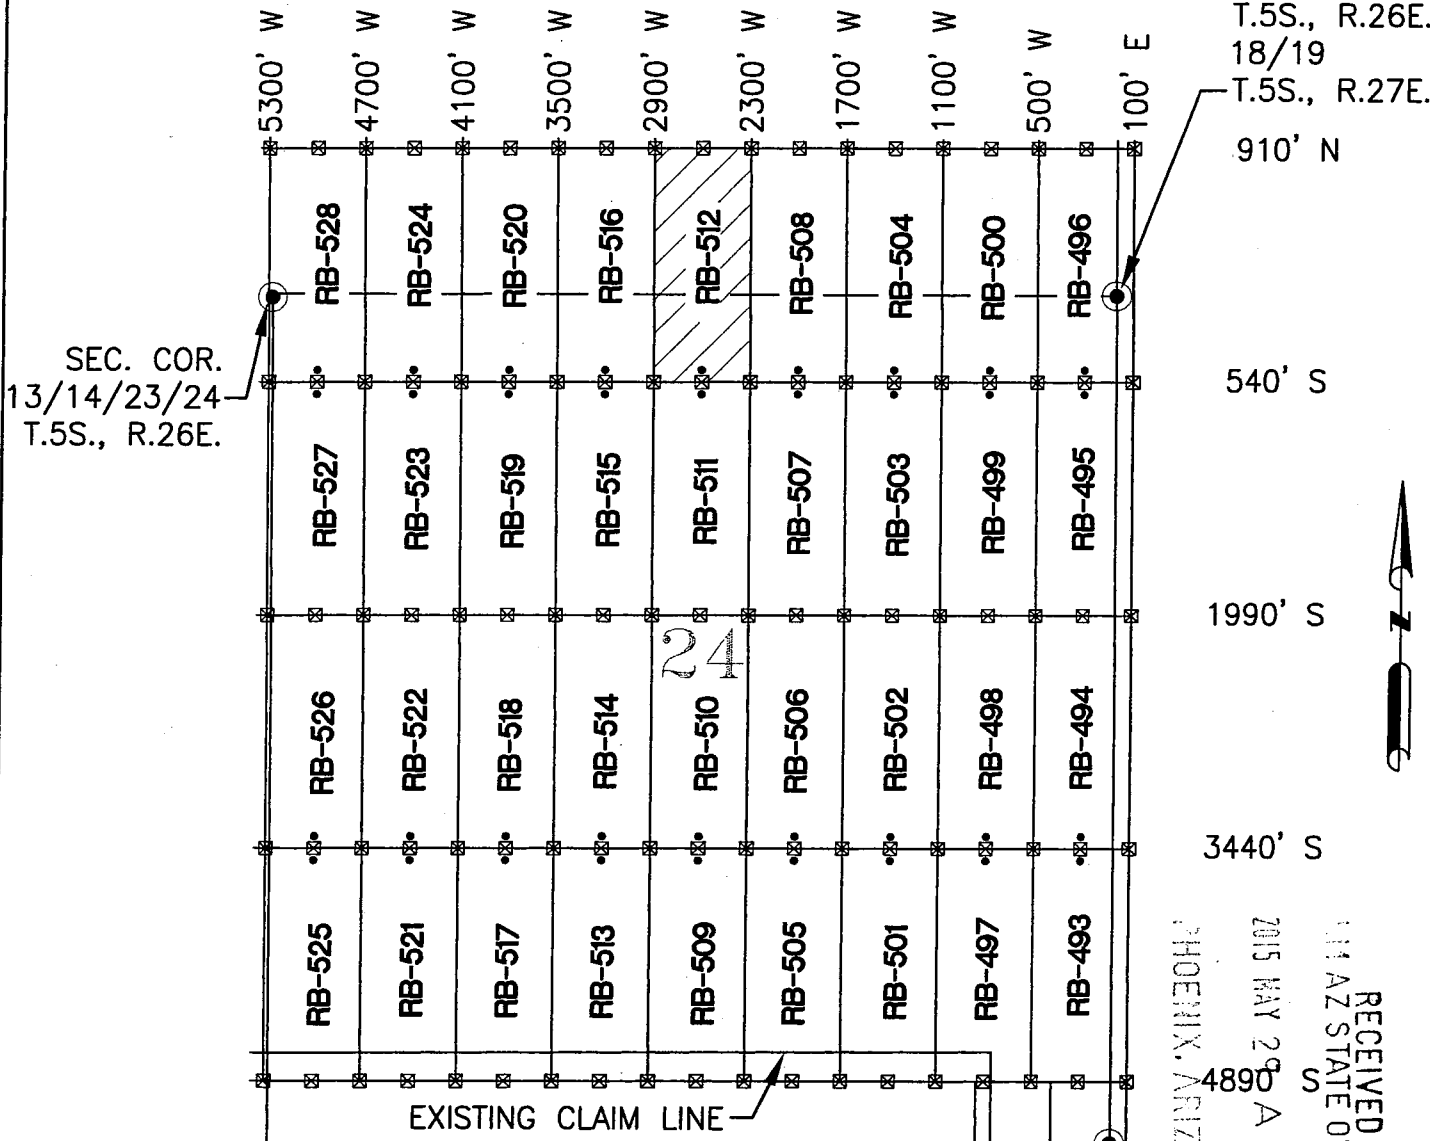 5300' W
4700' W
4100' W
3500' W
2900' W
2300' W
1700' W
1100' W
500' W
100' E
T.5S., R.26E.
18/19
T.5S., R.27E.
910' N
RB-528
RB-524
RB-520
RB-516
RB-512
RB-508
RB-504
RB-500
RB-496
SEC. COR.
13/14/23/24
T.5S., R.26E.
540' S
RB-527
RB-523
RB-519
RB-515
RB-511
RB-507
RB-503
RB-499
RB-495
1990' S
24
N
RB-526
RB-522
RB-518
RB-514
RB-510
RB-506
RB-502
RB-498
RB-494
3440' S
RB-525
RB-521
RB-517
RB-513
RB-509
RB-505
RB-501
RB-497
RB-493
4890' S
EXISTING CLAIM LINE
RECEIVED
AZ STATE
2015 MAY 29 A
PHOENIX, ARIZ